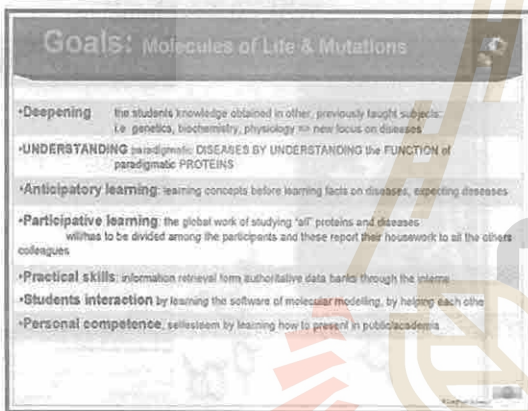 Goals: Molecules of Life & Mutations
•Deepening the students knowledge obtained in other, previously taught subjects:
i.e genetics, biochemistry, physiology => new focus on diseases
•UNDERSTANDING paradigmatic DISEASES BY UNDERSTANDING the FUNCTION of
paradigmatic PROTEINS
•Anticipatory learning: learning concepts before learning facts on diseases, expecting deseases
•Participative learning: the global work of studying "all" proteins and diseases
will/has to be divided among the participants and these report their housework to all the others
colleagues
•Practical skills: information retrieval form authoritative data banks through the interne
•Students interaction by learning the software of molecular modelling, by helping each othe
•Personal competence, selfesteem by learning how to present in public/academia